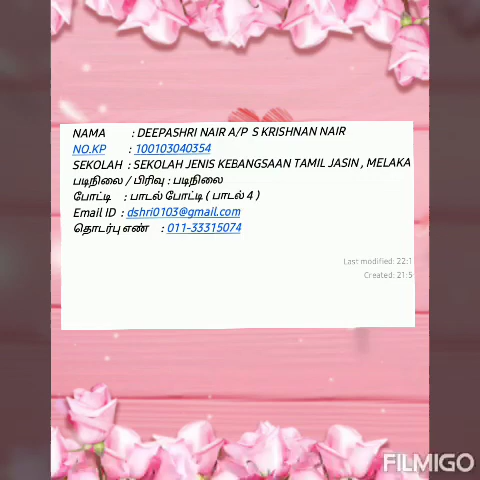 NAMA : DEEPASHRI NAIR A/P S KRISHNAN NAIR
NO.KP : 100103040354
SEKOLAH : SEKOLAH JENIS KEBANGSAAN TAMIL JASIN , MELAKA
படிநிலை / பிரிவு : படிநிலை
போட்டி : பாடல் போட்டி ( பாடல் 4 )
Email ID : dshri0103@gmail.com
தொடர்பு எண் : 011-33315074
Last modified: 22:1
Created: 21:5
FILMIGO